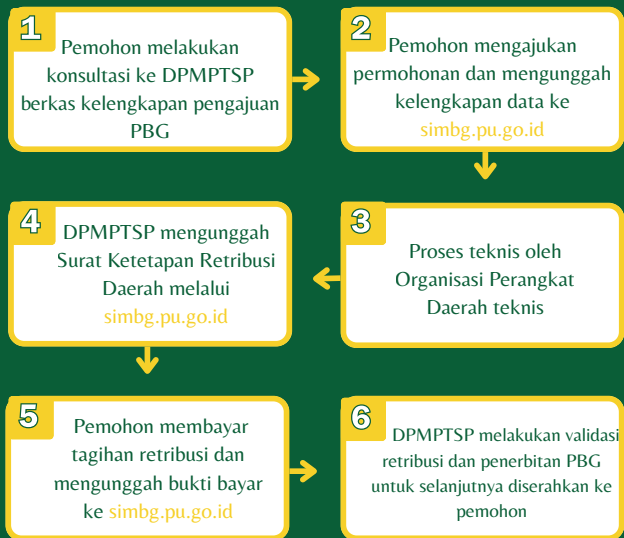 1
Pemohon melakukan
konsultasi ke DPMPTSP
berkas kelengkapan pengajuan
PBG
2
Pemohon mengajukan
permohonan dan mengunggah
kelengkapan data ke
simbg.pu.go.id
3
Proses teknis oleh
Organisasi Perangkat
Daerah teknis
4
DPMPTSP mengunggah
Surat Ketetapan Retribusi
Daerah melalui
simbg.pu.go.id
5
Pemohon membayar
tagihan retribusi dan
mengunggah bukti bayar
ke simbg.pu.go.id
6
DPMPTSP melakukan validasi
retribusi dan penerbitan PBG
untuk selanjutnya diserahkan ke
pemohon